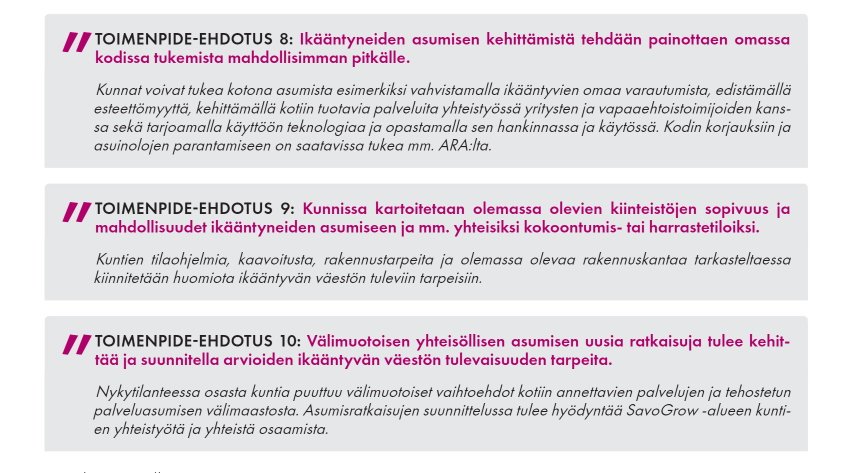 TOIMENPIDE-EHDOTUS 8: Ikääntyneiden asumisen kehittämistä tehdään painottaen omassa
kodissa tukemista mahdollisimman pitkälle.
Kunnat voivat tukea kotona asumista esimerkiksi vahvistamalla ikääntyvien omaa varautumista, edistämällä
esteettömyyttä, kehittämällä kotiin tuotavia palveluita yhteistyössä yritysten ja vapaaehtoistoimijoiden kans-
sa sekä tarjoamalla käyttöön teknologiaa ja opastamalla sen hankinnassa ja käytössä. Kodin korjauksiin ja
asuinolojen parantamiseen on saatavissa tukea mm. ARA:lta.
TOIMENPIDE-EHDOTUS 9: Kunnissa kartoitetaan olemassa olevien kiinteistöjen sopivuus ja
mahdollisuudet ikääntyneiden asumiseen ja mm. yhteisiksi kokoontumis- tai harrastetiloiksi.
Kuntien tilaohjelmia, kaavoitusta, rakennustarpeita ja olemassa olevaa rakennuskantaa tarkasteltaessa
kiinnitetään huomiota ikääntyvän väestön tuleviin tarpeisiin.
TOIMENPIDE-EHDOTUS 10: Välimuotoisen yhteisöllisen asumisen uusia ratkaisuja tulee kehit-
tää ja suunnitella arvioiden ikääntyvän väestön tulevaisuuden tarpeita.
Nykytilanteessa osasta kuntia puuttuu välimuotoiset vaihtoehdot kotiin annettavien palvelujen ja tehostetun
palveluasumisen välimaastosta. Asumisratkaisujen suunnittelussa tulee hyödyntää SavoGrow -alueen kunti-
en yhteistyötä ja yhteistä osaamista.